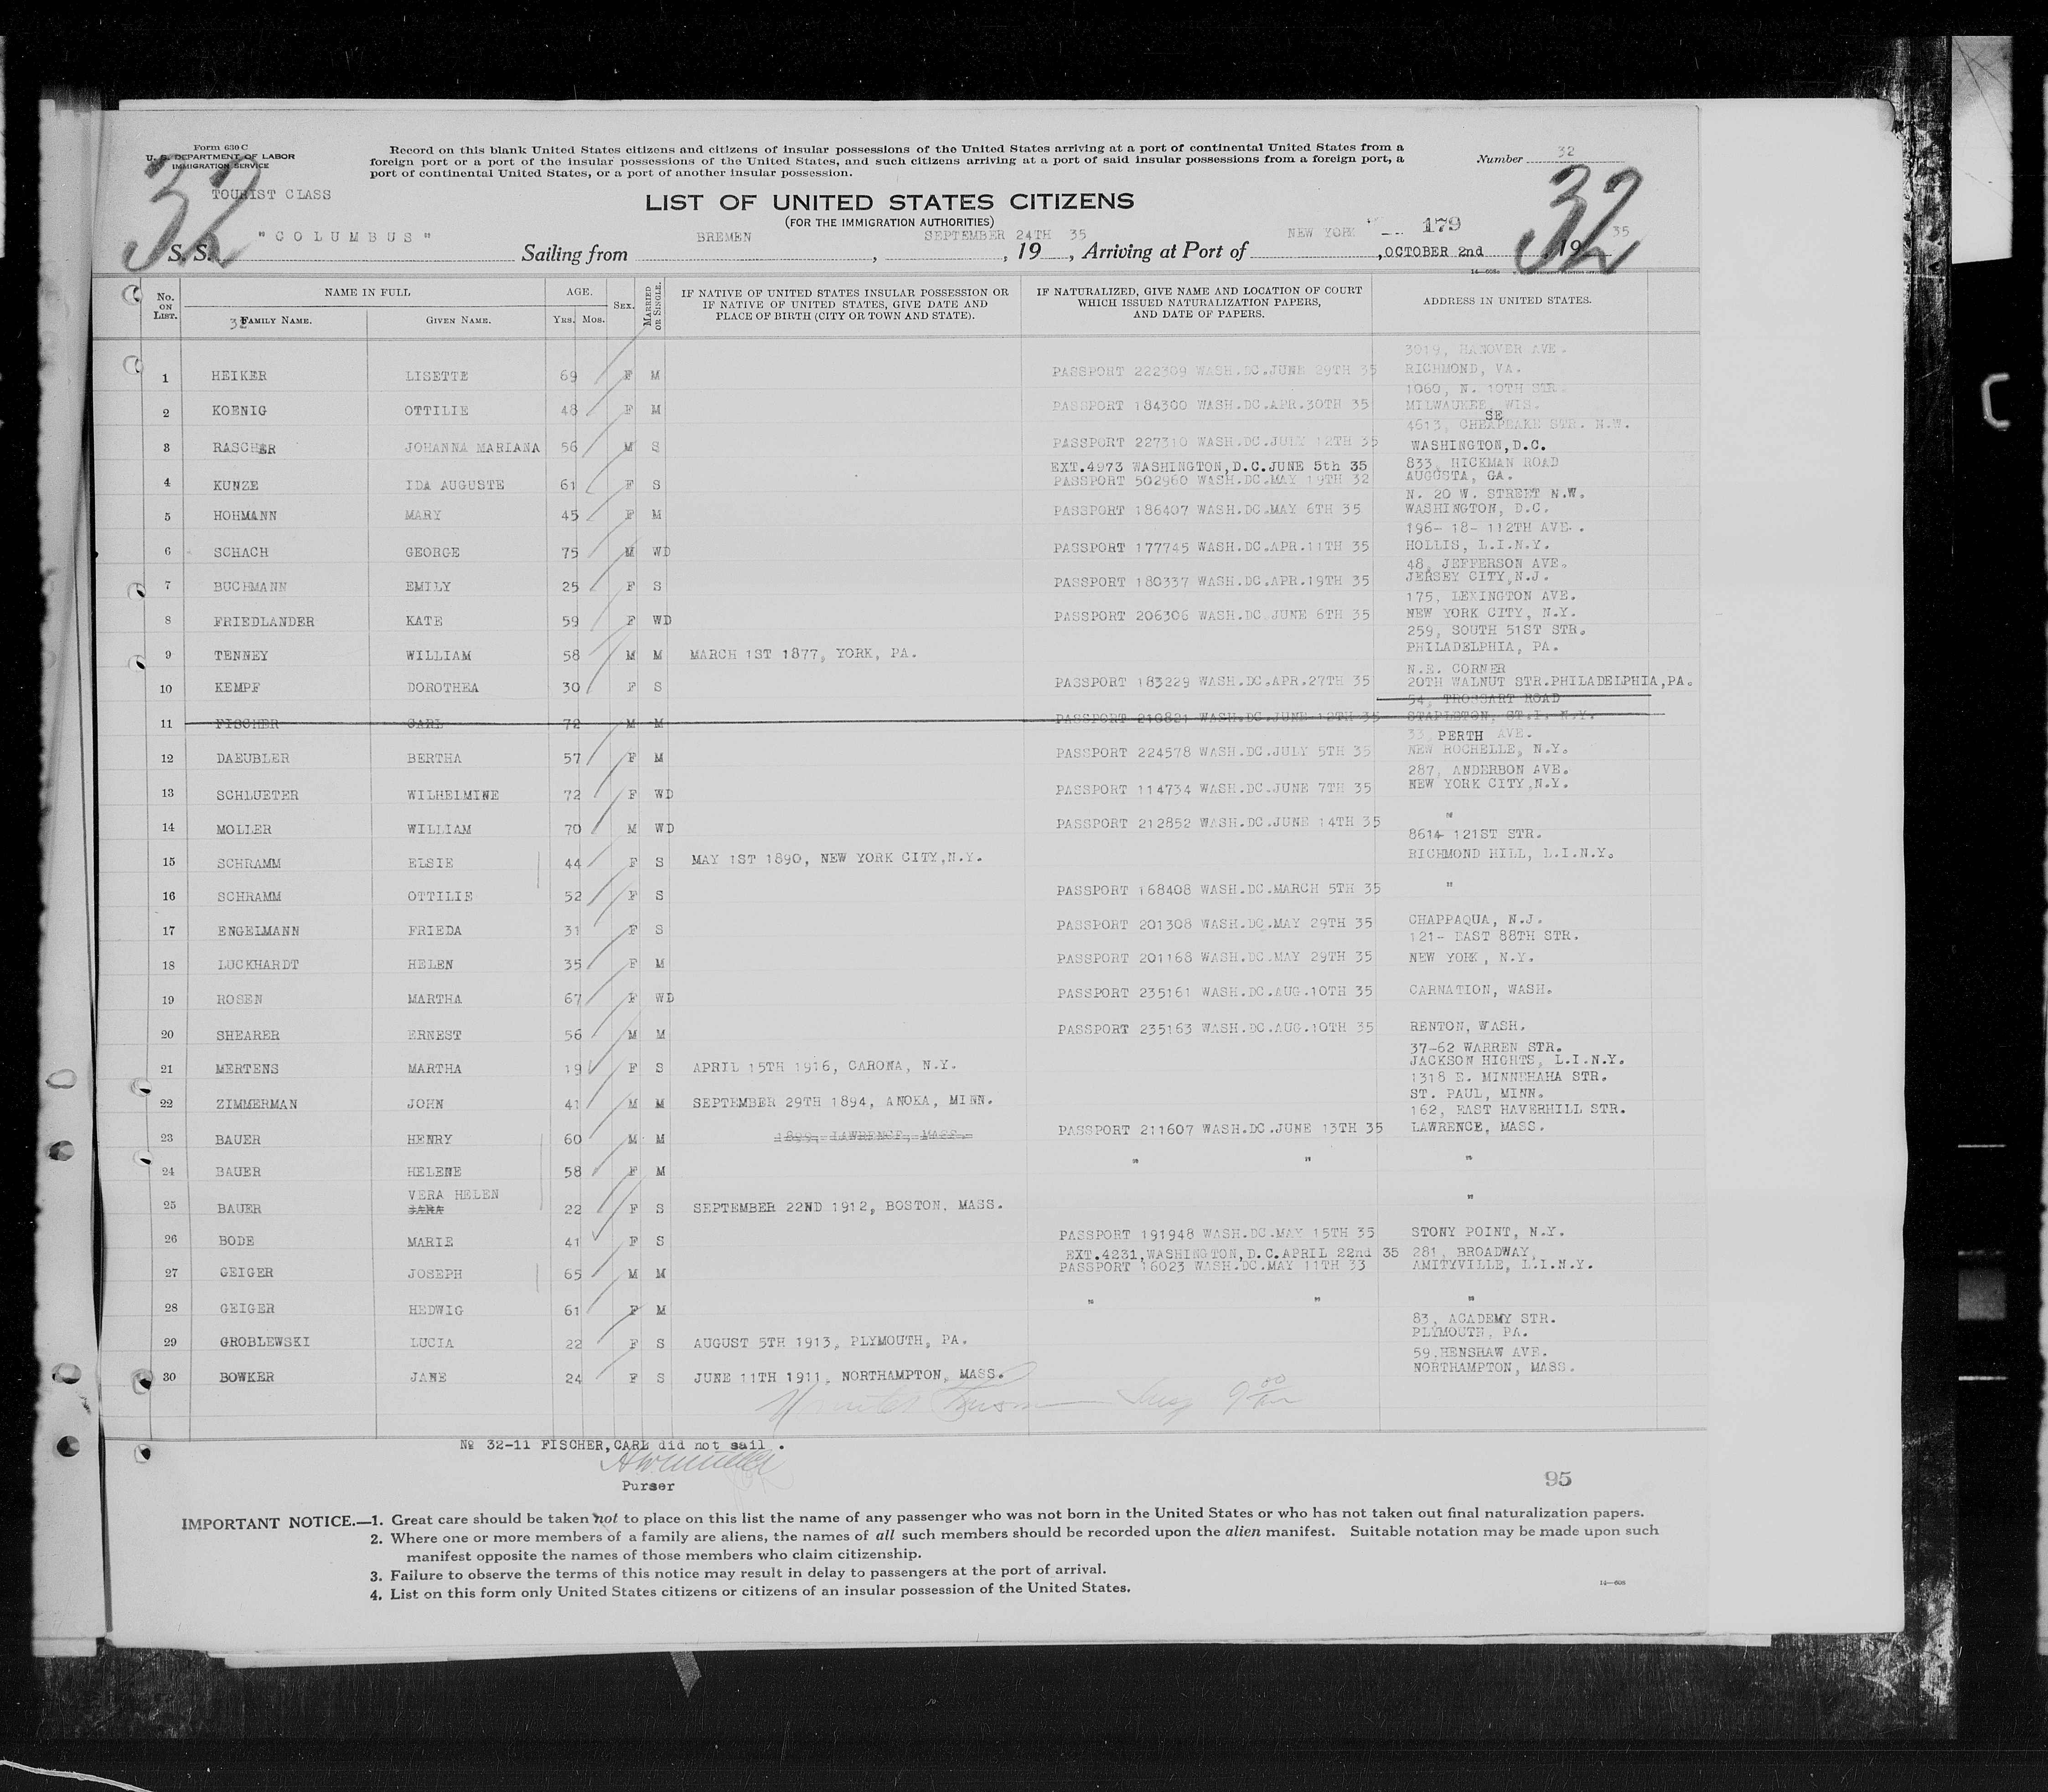 Form 630 C
U. S. DEPARTMENT OF LABOR
IMMIGRATION SERVICE
TOURIST CLASS
32
Record on this blank United States citizens and citizens of insular possessions of the United States arriving at a port of continental United States from a
foreign port or a port of the insular possessions of the United States, and such citizens arriving at a port of said insular possessions from a foreign port, a
port of continental United States, or a port of another insular possession.
Number 32
32
LIST OF UNITED STATES CITIZENS
(FOR THE IMMIGRATION AUTHORITIES)
179
S. S. "COLUMBUS" Sailing from BREMEN, SEPTEMBER 24TH, 19 35, Arriving at Port of NEW YORK, OCTOBER 2nd, 19 35
14—608
No. ON LIST. NAME IN FULL AGE. SEX. MARRIED OR SINGLE. IF NATIVE OF UNITED STATES INSULAR POSSESSION OR IF NATIVE OF UNITED STATES, GIVE DATE AND PLACE OF BIRTH (CITY OR TOWN AND STATE). IF NATURALIZED, GIVE NAME AND LOCATION OF COURT WHICH ISSUED NATURALIZATION PAPERS, AND DATE OF PAPERS. ADDRESS IN UNITED STATES.
32 FAMILY NAME. GIVEN NAME. YRS. MOS.
3019, HANOVER AVE.
1 HEIKER LISETTE 69 F M PASSPORT 222309 WASH.DC.JUNE 29TH 35 RICHMOND, VA.
1060, N. 10TH STR.
2 KOENIG OTTILIE 48 F M PASSPORT 184300 WASH.DC.APR.30TH 35 MILWAUKEE, WIS.
SE
4613, CHEAPEAKE STR. N.W.
3 RASCHER JOHANNA MARIANA 56 M S PASSPORT 227310 WASH.DC.JULY 12TH 35 WASHINGTON,D.C.
EXT.4973 WASHINGTON,D.C.JUNE 5th 35 833, HICKMAN ROAD
4 KUNZE IDA AUGUSTE 61 F S PASSPORT 502960 WASH.DC.MAY 19TH 32 AUGUSTA, GA.
N. 20 W. STREET N.W.
5 HOHMANN MARY 45 F M PASSPORT 186407 WASH.DC.MAY 6TH 35 WASHINGTON, D.C.
196- 18- 112TH AVE.
6 SCHACH GEORGE 75 M WD PASSPORT 177745 WASH.DC.APR.11TH 35 HOLLIS, L.I.N.Y.
48, JEFFERSON AVE.
7 BUCHMANN EMILY 25 F S PASSPORT 180337 WASH.DC.APR.19TH 35 JERSEY CITY,N.J.
175, LEXINGTON AVE.
8 FRIEDLANDER KATE 59 F WD PASSPORT 206306 WASH.DC.JUNE 6TH 35 NEW YORK CITY, N.Y.
259, SOUTH 51ST STR.
9 TENNEY WILLIAM 58 M M MARCH 1ST 1877, YORK, PA. PHILADELPHIA, PA.
N.E. CORNER
10 KEMPF DOROTHEA 30 F S PASSPORT 183229 WASH.DC.APR.27TH 35 20TH WALNUT STR.PHILADELPHIA,PA.
54, TROSSART ROAD
11 FISCHER CARL 72 M M PASSPORT 210821 WASH.DC.JUNE 12TH 35 STAPLETON, ST.I. N.Y.
33 PERTH AVE.
12 DAEUBLER BERTHA 57 F M PASSPORT 224578 WASH.DC.JULY 5TH 35 NEW ROCHELLE, N.Y.
287, ANDERBON AVE.
13 SCHLUETER WILHELMINE 72 F WD PASSPORT 114734 WASH.DC.JUNE 7TH 35 NEW YORK CITY,N.Y.
14 MOLLER WILLIAM 70 M WD PASSPORT 212852 WASH.DC.JUNE 14TH 35 "
8614 121ST STR.
15 SCHRAMM ELSIE 44 F S MAY 1ST 1890, NEW YORK CITY,N.Y. RICHMOND HILL, L.I.N.Y.
16 SCHRAMM OTTILIE 52 F S PASSPORT 168408 WASH.DC.MARCH 5TH 35 "
17 ENGELMANN FRIEDA 31 F S PASSPORT 201308 WASH.DC.MAY 29TH 35 CHAPPAQUA, N.J.
121- EAST 88TH STR.
18 LUCKHARDT HELEN 35 F M PASSPORT 201168 WASH.DC.MAY 29TH 35 NEW YORK, N.Y.
19 ROSEN MARTHA 67 F WD PASSPORT 235161 WASH.DC.AUG.10TH 35 CARNATION, WASH.
20 SHEARER ERNEST 56 M M PASSPORT 235163 WASH.DC.AUG.10TH 35 RENTON, WASH.
37-62 WARREN STR.
21 MERTENS MARTHA 19 F S APRIL 15TH 1916, CARONA, N.Y. JACKSON HIGHTS, L.I.N.Y.
1318 E. MINNEHAHA STR.
22 ZIMMERMAN JOHN 41 M M SEPTEMBER 29TH 1894, ANOKA, MINN. ST. PAUL, MINN.
162, EAST HAVERHILL STR.
23 BAUER HENRY 60 M M 1899, LAWRENCE, MASS. PASSPORT 211607 WASH.DC.JUNE 13TH 35 LAWRENCE, MASS.
24 BAUER HELENE 58 F M " " "
VERA HELEN
25 BAUER SARA 22 F S SEPTEMBER 22ND 1912, BOSTON. MASS. "
26 BODE MARIE 41 F S PASSPORT 191948 WASH.DC.MAY 15TH 35 STONY POINT, N.Y.
EXT.4231,WASHINGTON,D.C.APRIL 22nd 35 281, BROADWAY,
27 GEIGER JOSEPH 65 M M PASSPORT 16023 WASH.DC.MAY 11TH 33 AMITYVILLE, L.I.N.Y.
28 GEIGER HEDWIG 61 F M " " "
83, ACADEMY STR.
29 GROBLEWSKI LUCIA 22 F S AUGUST 5TH 1913, PLYMOUTH, PA. PLYMOUTH, PA.
59,HENSHAW AVE.
30 BOWKER JANE 24 F S JUNE 11TH 1911, NORTHAMPTON, MASS. NORTHAMPTON, MASS.
№ 32-11 FISCHER,CARL did not sail .
Purser
95
IMPORTANT NOTICE.—1. Great care should be taken not to place on this list the name of any passenger who was not born in the United States or who has not taken out final naturalization papers.
2. Where one or more members of a family are aliens, the names of all such members should be recorded upon the alien manifest. Suitable notation may be made upon such
manifest opposite the names of those members who claim citizenship.
3. Failure to observe the terms of this notice may result in delay to passengers at the port of arrival.
4. List on this form only United States citizens or citizens of an insular possession of the United States.
14—608